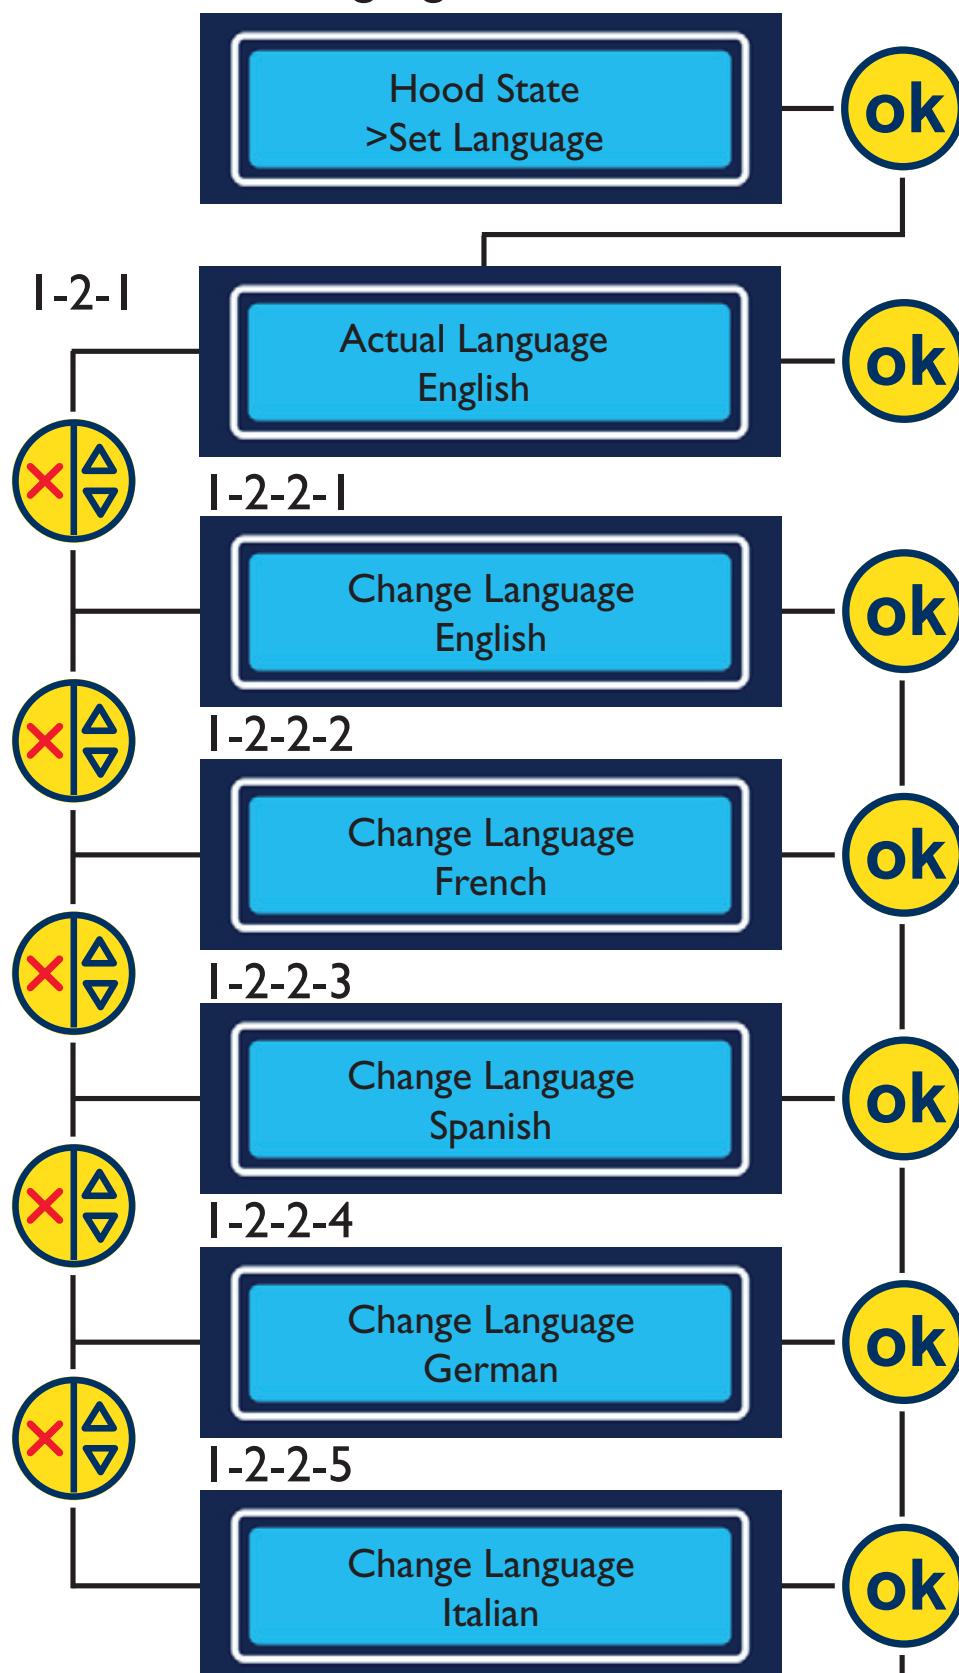 Hood State
>Set Language
ok
1-2-1
Actual Language
English
ok
1-2-2-1
Change Language
English
ok
1-2-2-2
Change Language
French
ok
1-2-2-3
Change Language
Spanish
ok
1-2-2-4
Change Language
German
ok
1-2-2-5
Change Language
Italian
ok